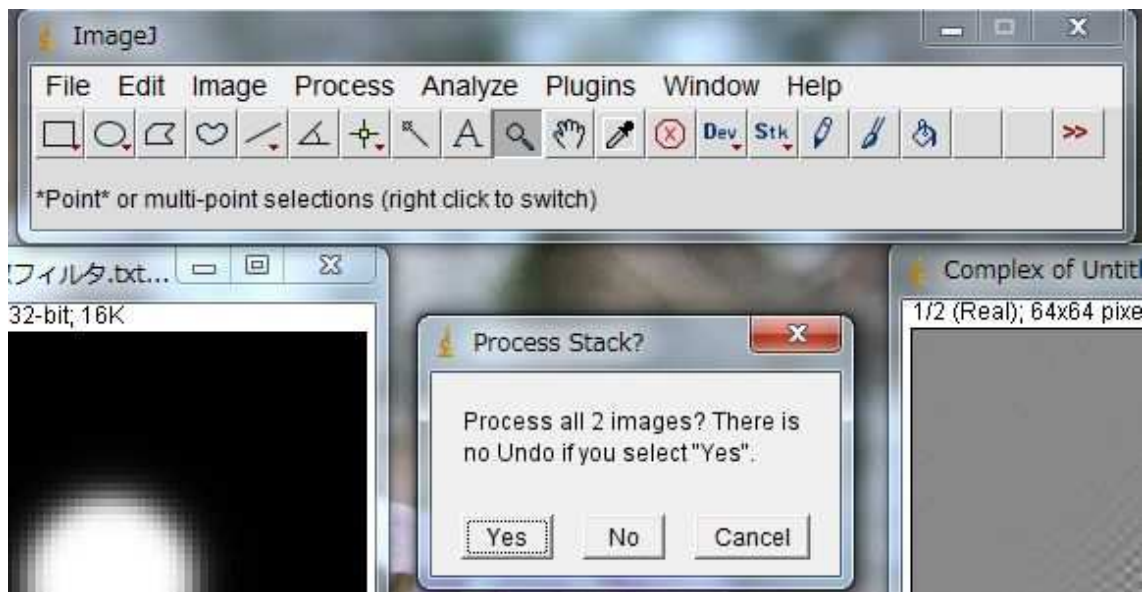 ImageJ
File Edit Image Process Analyze Plugins Window Help
A Dev Stk >>
*Point* or multi-point selections (right click to switch)
フィルタ.txt...
32-bit; 16K
Process Stack?
Process all 2 images? There is
no Undo if you select "Yes".
Yes No Cancel
Complex of Untitl
1/2 (Real); 64x64 pixe